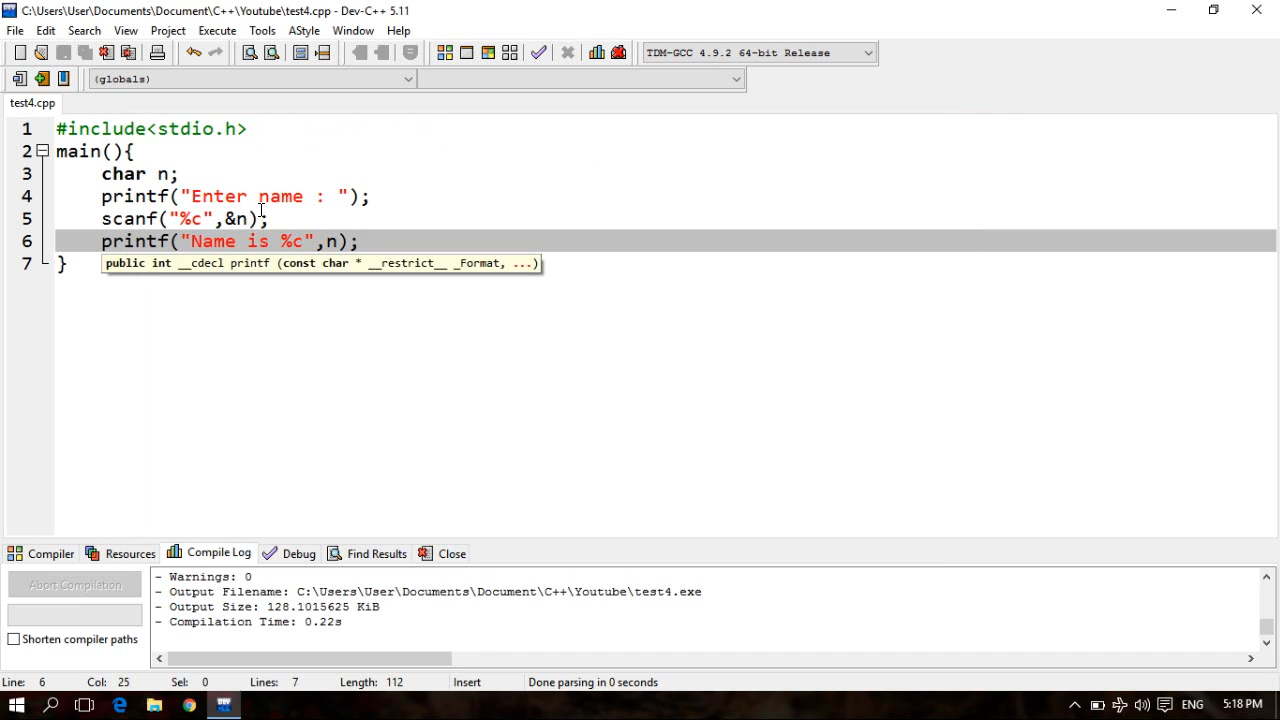 C:\Users\User\Documents\Document\C++\Youtube\test4.cpp - Dev-C++ 5.11
File Edit Search View Project Execute Tools AStyle Window Help
TDM-GCC 4.9.2 64-bit Release
(globals)
test4.cpp
1 #include<stdio.h>
2 main(){
3 char n;
4 printf("Enter name : ");
5 scanf("%c",&n);
6 printf("Name is %c",n);
7 }
public int __cdecl printf (const char * __restrict__ _Format, ...)
Compiler Resources Compile Log Debug Find Results Close
Abort Compilation
Shorten compiler paths
- Warnings: 0
- Output Filename: C:\Users\User\Documents\Document\C++\Youtube\test4.exe
- Output Size: 128.1015625 KiB
- Compilation Time: 0.22s
Line: 6 Col: 25 Sel: 0 Lines: 7 Length: 112 Insert Done parsing in 0 seconds
DEV ENG 5:18 PM